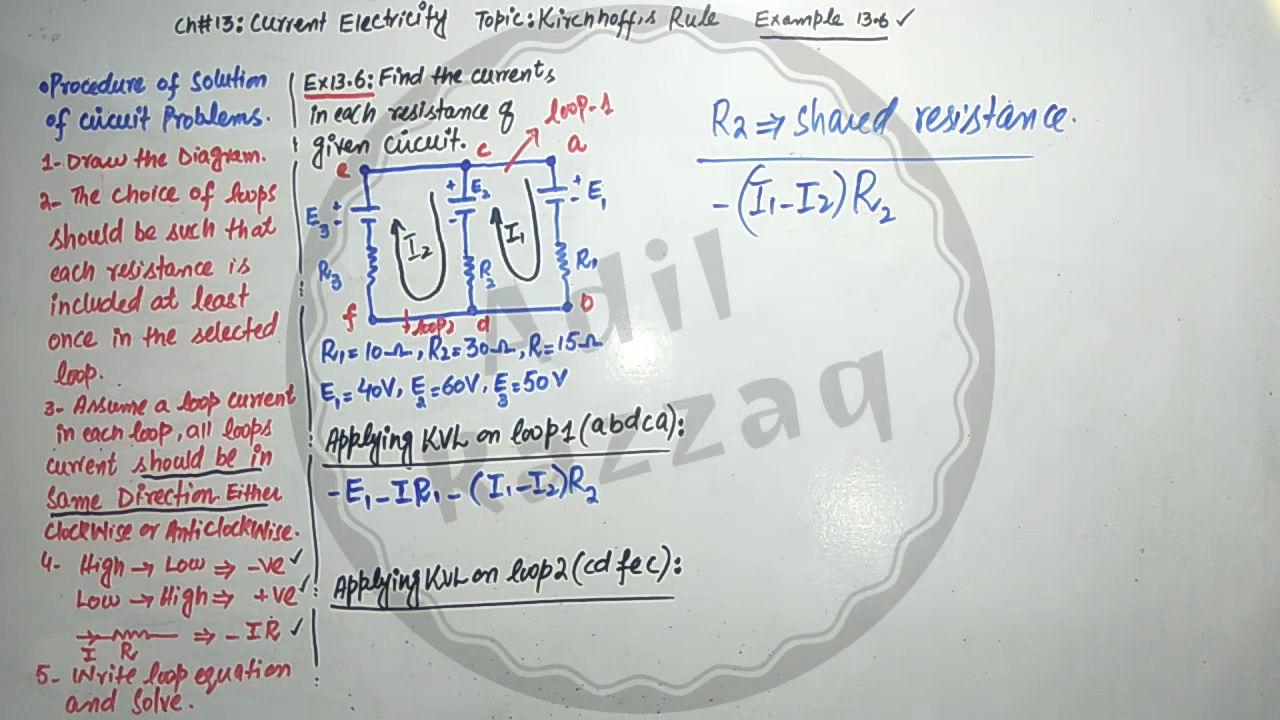 Ch#13: Current Electricity Topic: Kirchhoff,s Rule Example 13.6 ✓
•Procedure of Solution
of circuit Problems.
1- Draw the Diagram.
2- The choice of loops
should be such that
each resistance is
included at least
once in the selected
loop.
3- Assume a loop current
in each loop, all loops
current should be in
Same Direction Either
ClockWise or AntiClockWise.
4- High → Low ⇒ -ve ✓
Low → High ⇒ +ve ✓
I R ⇒ - IR ✓
5- Write loop equation
and Solve.
Ex13.6: Find the currents
in each resistance of
given circuit.
loop-1
e c a
E3 + - + E2 - + - E1
I2 I1
R3 R2 R1
f loop2 d b
R1=10Ω, R2=30Ω, R=15Ω
E1=40V, E2=60V, E3=50V
Applying KVL on loop1(abdca):
-E1-IR1-(I1-I2)R2
Applying KVL on loop2(cdfec):
R2 ⇒ shared resistance.
-(I1-I2)R2
Adil
Razzaq